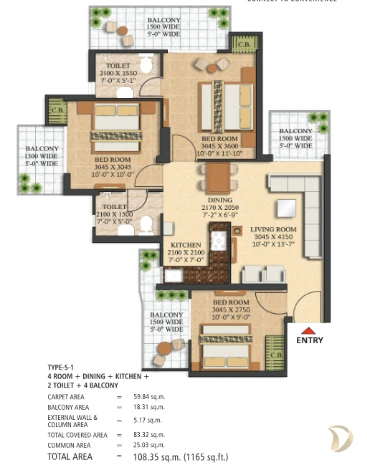 CONNECT TO CONVENIENCE
BALCONY
1500 WIDE
5'-0" WIDE
C.B.
TOILET
2100 X 1550
7'-0" X 5'-1"
BED ROOM
3045 X 3600
10'-0" X 11'-10"
C.B.
BALCONY
1500 WIDE
5'-0" WIDE
BED ROOM
3045 X 3045
10'-0" X 10'-0"
BALCONY
1500 WIDE
5'-0" WIDE
TOILET
2100 X 1500
7'-0" X 5'-0"
DINING
2170 X 2050
7'-2" X 6'-9"
LIVING ROOM
3045 X 4150
10'-0" X 13'-7"
KITCHEN
2100 X 2100
7'-0" X 7'-0"
BALCONY
1500 WIDE
5'-0" WIDE
BED ROOM
3045 X 2750
10'-0" X 9'-0"
C.B.
ENTRY
TYPE-S-1
4 ROOM + DINING + KITCHEN +
2 TOILET + 4 BALCONY
CARPET AREA = 59.84 sq.m.
BALCONY AREA = 18.31 sq.m.
EXTERNAL WALL &
COLUMN AREA = 5.17 sq.m.
TOTAL COVERED AREA = 83.32 sq.m.
COMMON AREA = 25.03 sq.m.
TOTAL AREA = 108.35 sq.m. (1165 sq.ft.)